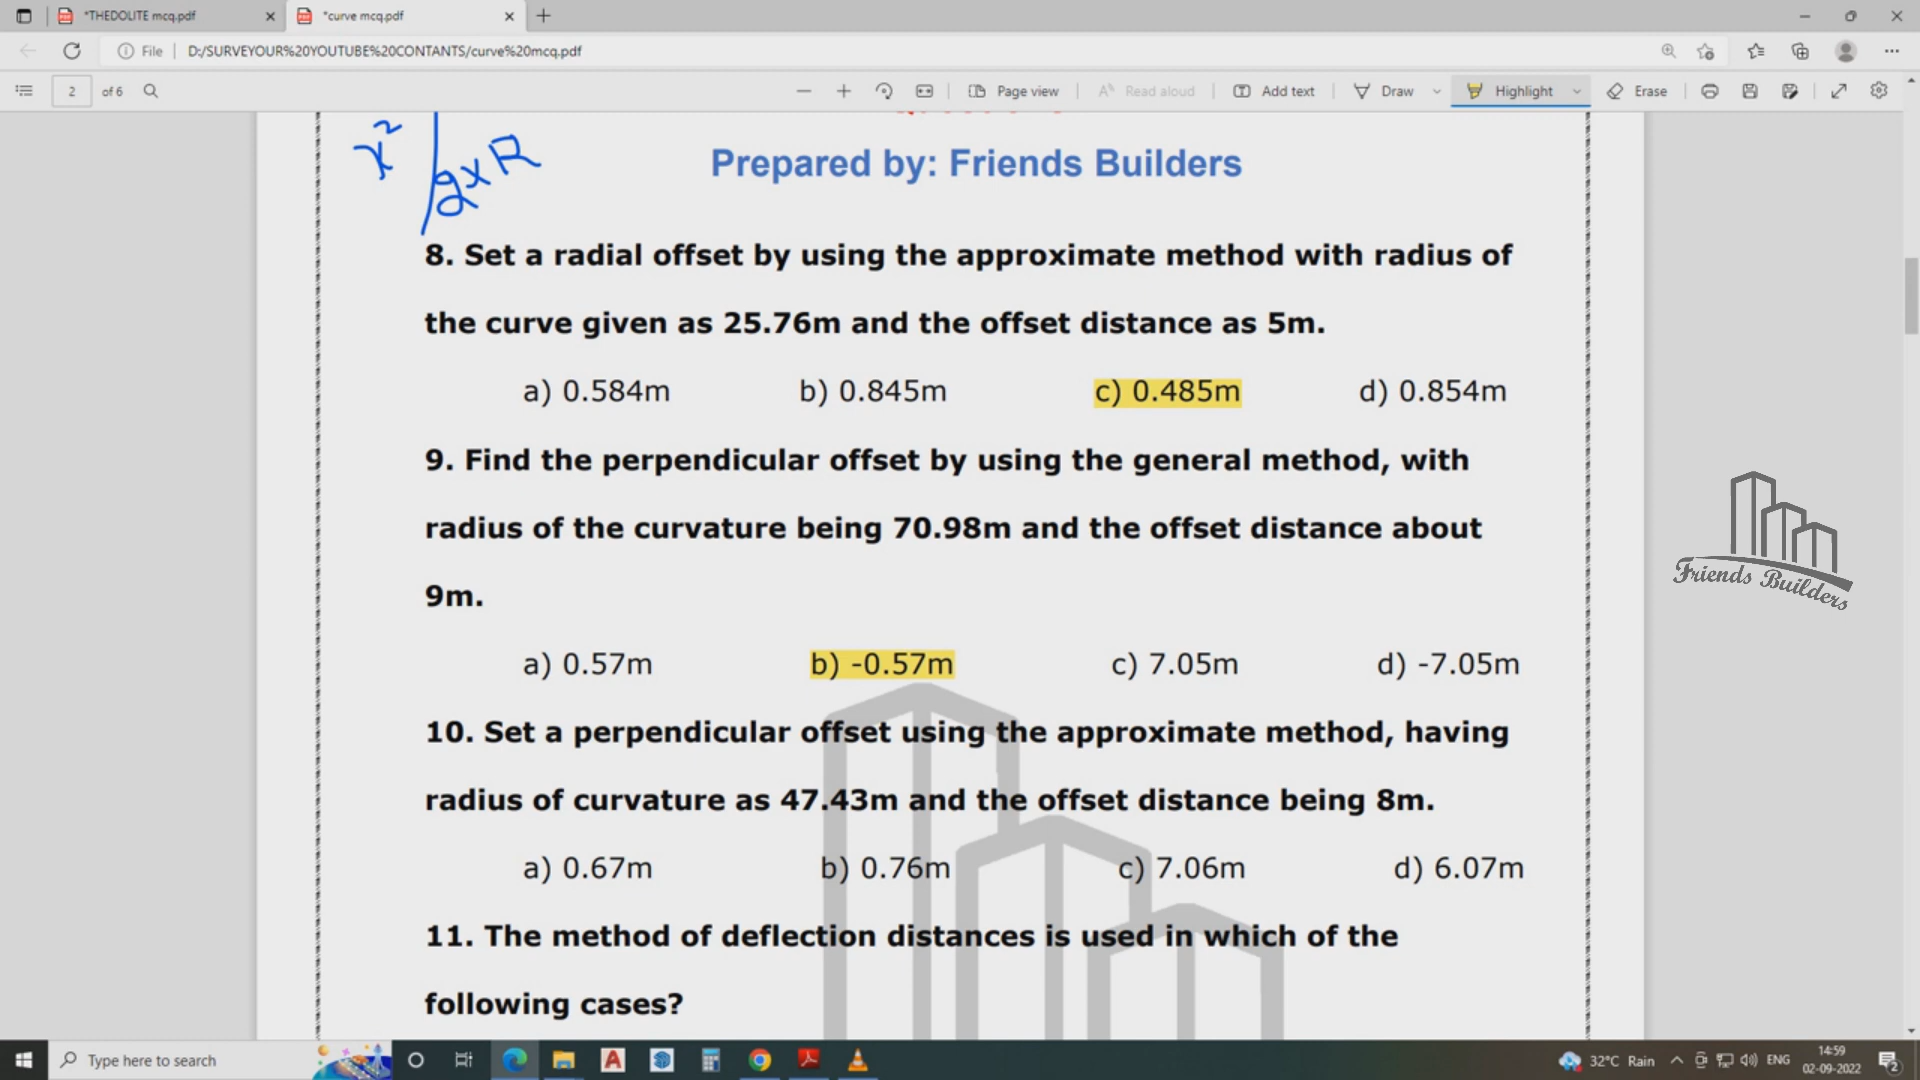 *THEDOLITE mcq.pdf
*curve mcq.pdf
File
D:/SURVEYOUR%20YOUTUBE%20CONTANTS/curve%20mcq.pdf
2 of 6
Page view
Read aloud
Add text
Draw
Highlight
Erase
x² / 2xR
Prepared by: Friends Builders
8. Set a radial offset by using the approximate method with radius of
the curve given as 25.76m and the offset distance as 5m.
a) 0.584m b) 0.845m c) 0.485m d) 0.854m
9. Find the perpendicular offset by using the general method, with
radius of the curvature being 70.98m and the offset distance about
9m.
a) 0.57m b) -0.57m c) 7.05m d) -7.05m
10. Set a perpendicular offset using the approximate method, having
radius of curvature as 47.43m and the offset distance being 8m.
a) 0.67m b) 0.76m c) 7.06m d) 6.07m
11. The method of deflection distances is used in which of the
following cases?
Friends Builders
Type here to search
32°C Rain
ENG
14:59
02-09-2022
2